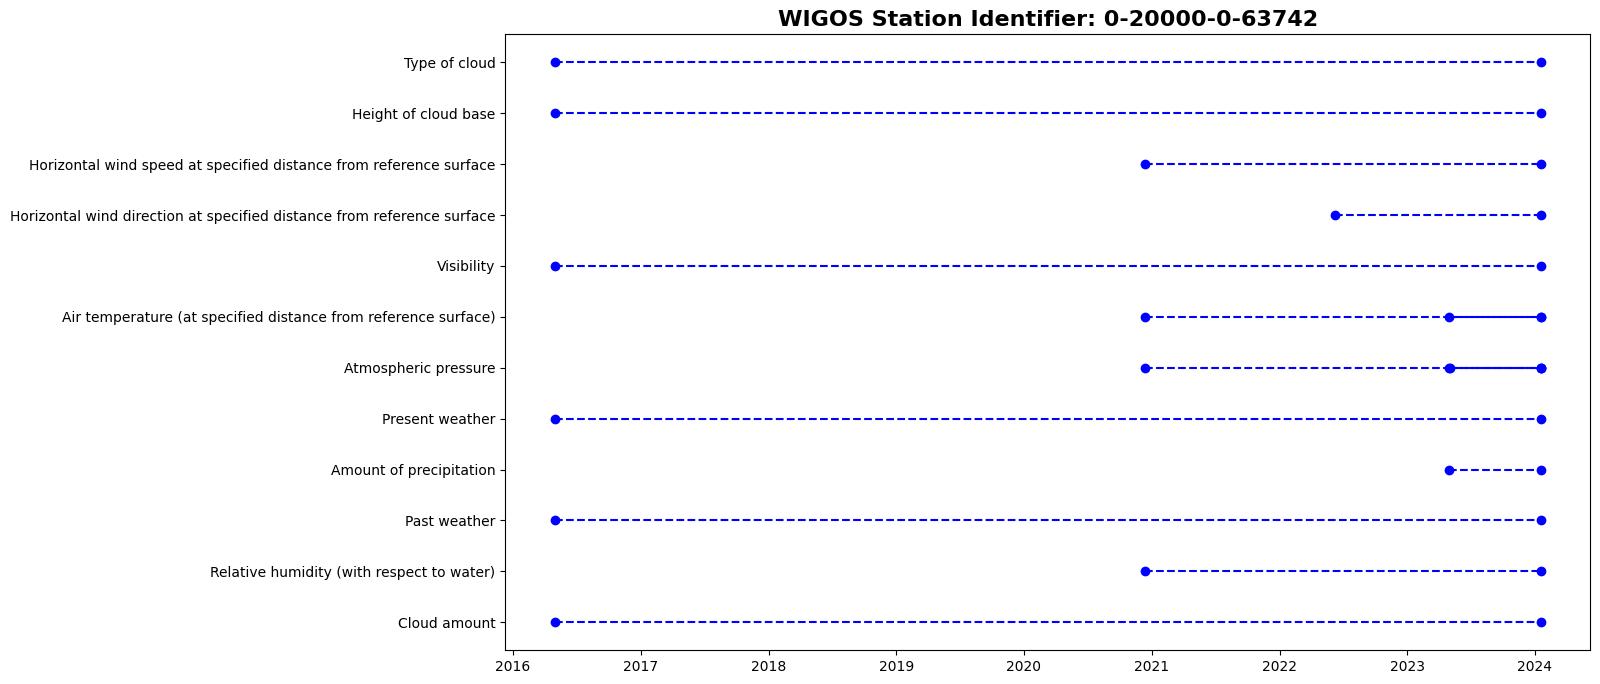 WIGOS Station Identifier: 0-20000-0-63742
Type of cloud
Height of cloud base
Horizontal wind speed at specified distance from reference surface
Horizontal wind direction at specified distance from reference surface
Visibility
Air temperature (at specified distance from reference surface)
Atmospheric pressure
Present weather
Amount of precipitation
Past weather
Relative humidity (with respect to water)
Cloud amount
2016 2017 2018 2019 2020 2021 2022 2023 2024